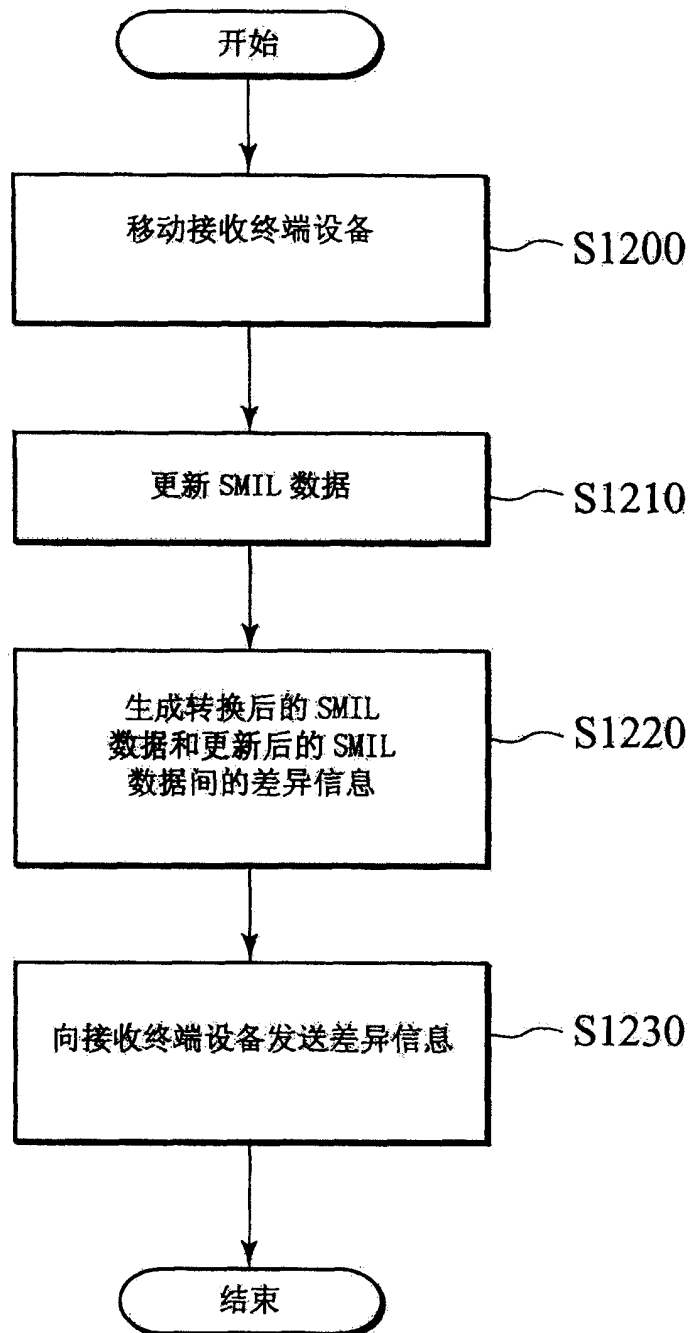 开始
移动接收终端设备
S1200
更新 SMIL 数据
S1210
生成转换后的 SMIL
数据和更新后的 SMIL
数据间的差异信息
S1220
向接收终端设备发送差异信息
S1230
结束